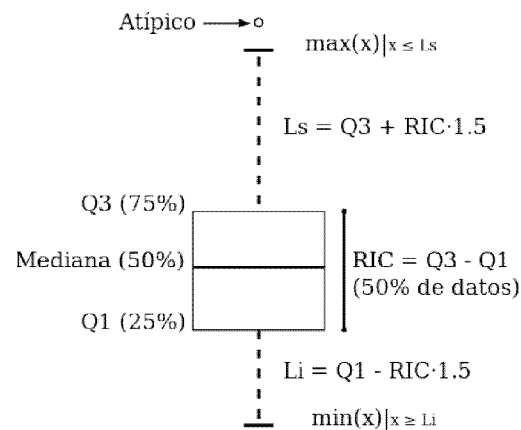 Atípico
max(x)|x ≤ Ls
Ls = Q3 + RIC·1.5
Q3 (75%)
Mediana (50%)
RIC = Q3 - Q1
(50% de datos)
Q1 (25%)
Li = Q1 - RIC·1.5
min(x)|x ≥ Li